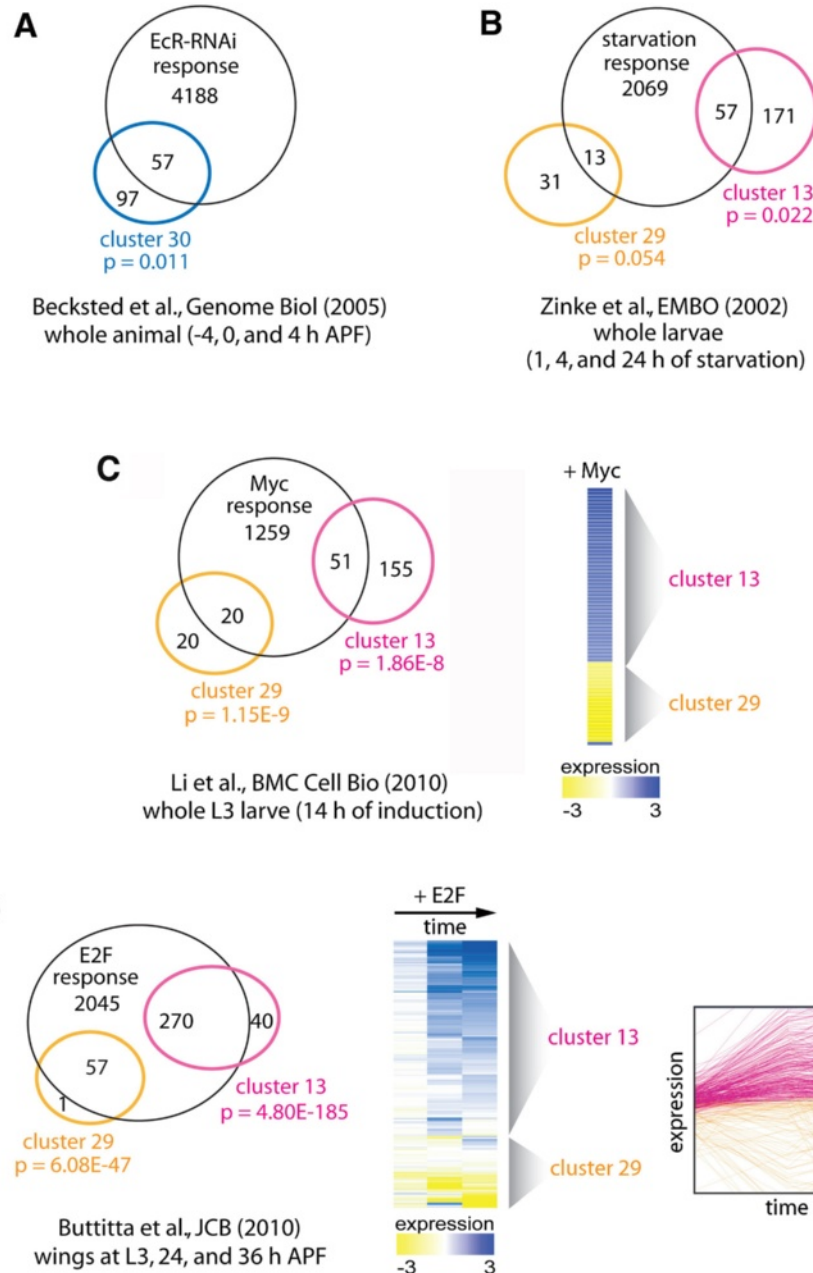 A
EcR-RNAi
response
4188
57
97
cluster 30
p = 0.011
Becksted et al., Genome Biol (2005)
whole animal (-4, 0, and 4 h APF)
B
starvation
response
2069
57
171
13
31
cluster 13
p = 0.022
cluster 29
p = 0.054
Zinke et al., EMBO (2002)
whole larvae
(1, 4, and 24 h of starvation)
C
Myc
response
1259
51
155
20
20
cluster 13
p = 1.86E-8
cluster 29
p = 1.15E-9
Li et al., BMC Cell Bio (2010)
whole L3 larve (14 h of induction)
+ Myc
cluster 13
cluster 29
expression
-3 3
E2F
response
2045
270
40
57
1
cluster 13
p = 4.80E-185
cluster 29
p = 6.08E-47
Buttitta et al., JCB (2010)
wings at L3, 24, and 36 h APF
+ E2F
time
cluster 13
cluster 29
expression
-3 3
expression
time